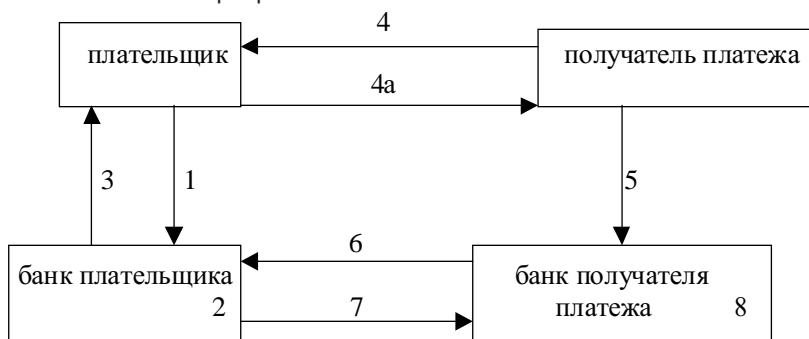 4
плательщик
получатель платежа
4а
3
1
5
6
банк плательщика
2
7
банк получателя
платежа
8